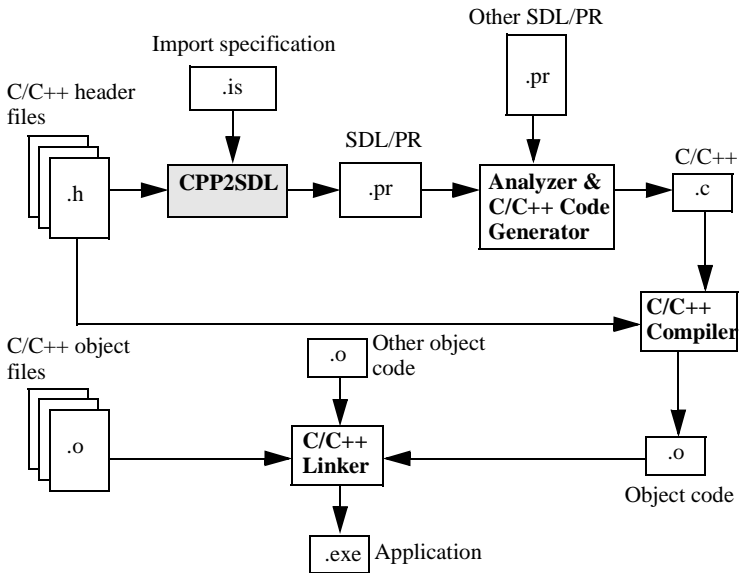 Other SDL/PR
Import specification
.pr
C/C++ header
files
.is
SDL/PR
C/C++
.h
CPP2SDL
.pr
Analyzer &
C/C++ Code
Generator
.c
C/C++
Compiler
C/C++ object
files
.o
Other object
code
.o
C/C++
Linker
.o
Object code
.exe
Application